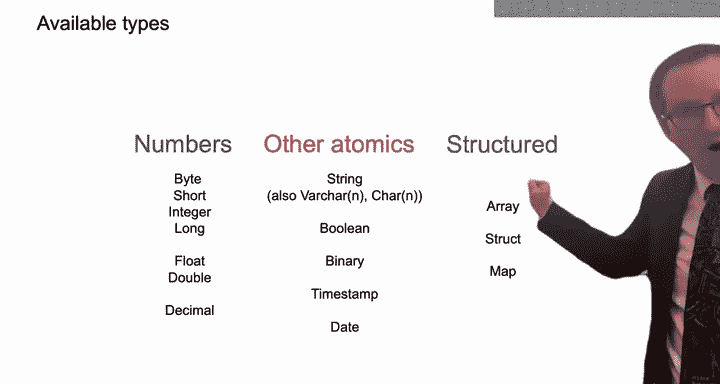 Available types
Numbers
Byte
Short
Integer
Long
Float
Double
Decimal
Other atomics
String
(also Varchar(n), Char(n))
Boolean
Binary
Timestamp
Date
Structured
Array
Struct
Map